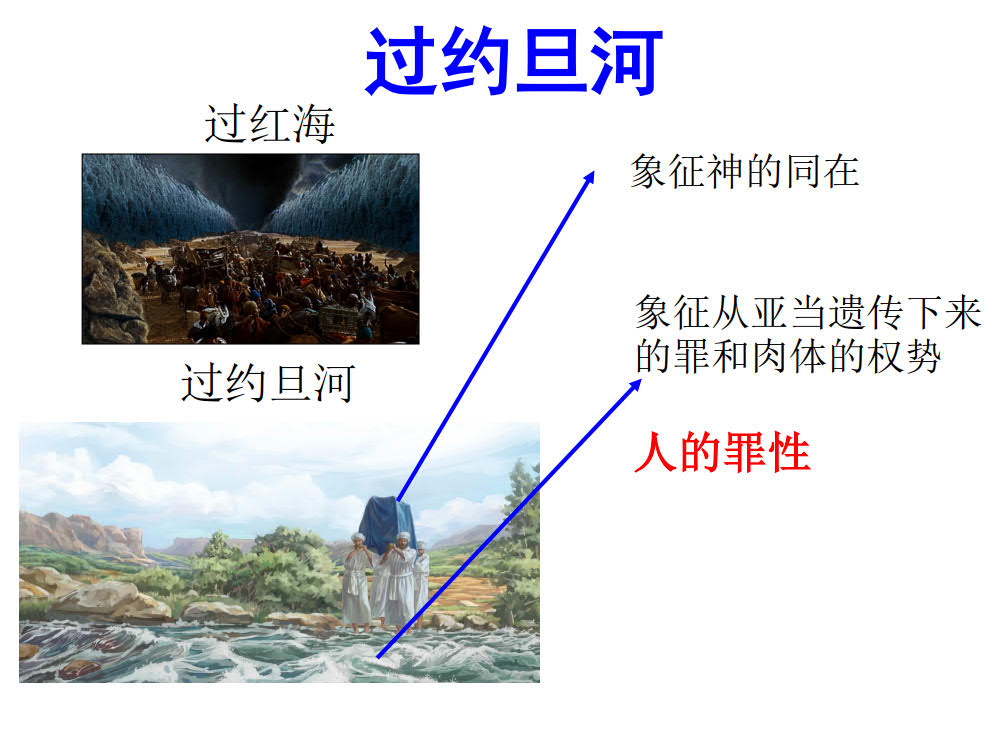 过约旦河
过红海
象征神的同在
象征从亚当遗传下来
的罪和肉体的权势
过约旦河
人的罪性